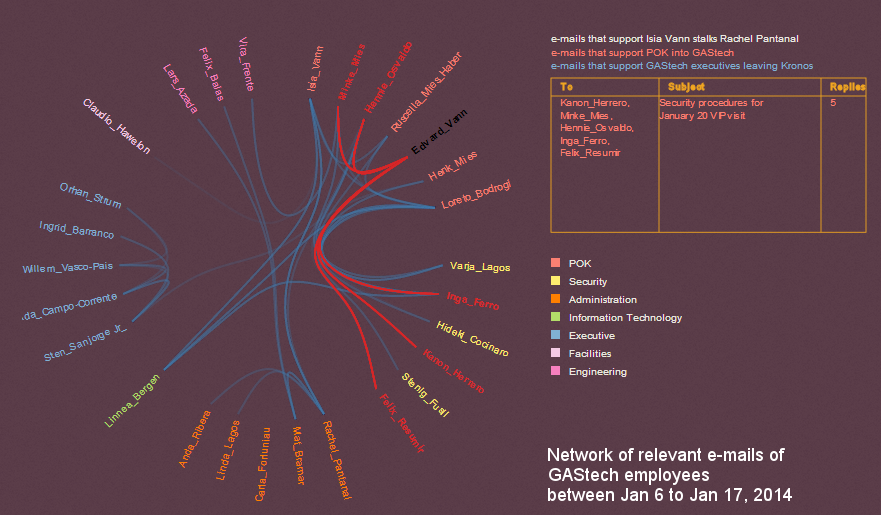 e-mails that support Isia Vann stalks Rachel Pantanal
e-mails that support POK into GAStech
e-mails that support GAStech executives leaving Kronos
To Subject Replies
Kanon_Herrero, Security procedures for 5
Minke_Mies, January 20 VIP visit
Hennie_Osvaldo,
Inga_Ferro,
Felix_Resumir
Vira_Frente
Felix_Balas
Lars_Azada
Claudio_Hawelon
Orhan_Strum
Ingrid_Barranco
Willem_Vasco-Pais
da_Campo-Corrente
Sten_Sanjorge Jr.
Linnea_Bergen
Anda_Ribera
Linda_Lagos
Carla_Forluniau
Mat_Bramar
Rachel_Pantanal
Felix_Resumir
Stenig_Fusil
Kanon_Herrero
Hideki_Cocinaro
Inga_Ferro
Varja_Lagos
Loreto_Bodrogi
Henk_Mies
Edvard_Vann
Ruscella_Mies_Haber
Hennie_Osvaldo
Minke_Mies
Isia_Vann
POK
Security
Administration
Information Technology
Executive
Facilities
Engineering
Network of relevant e-mails of
GAStech employees
between Jan 6 to Jan 17, 2014